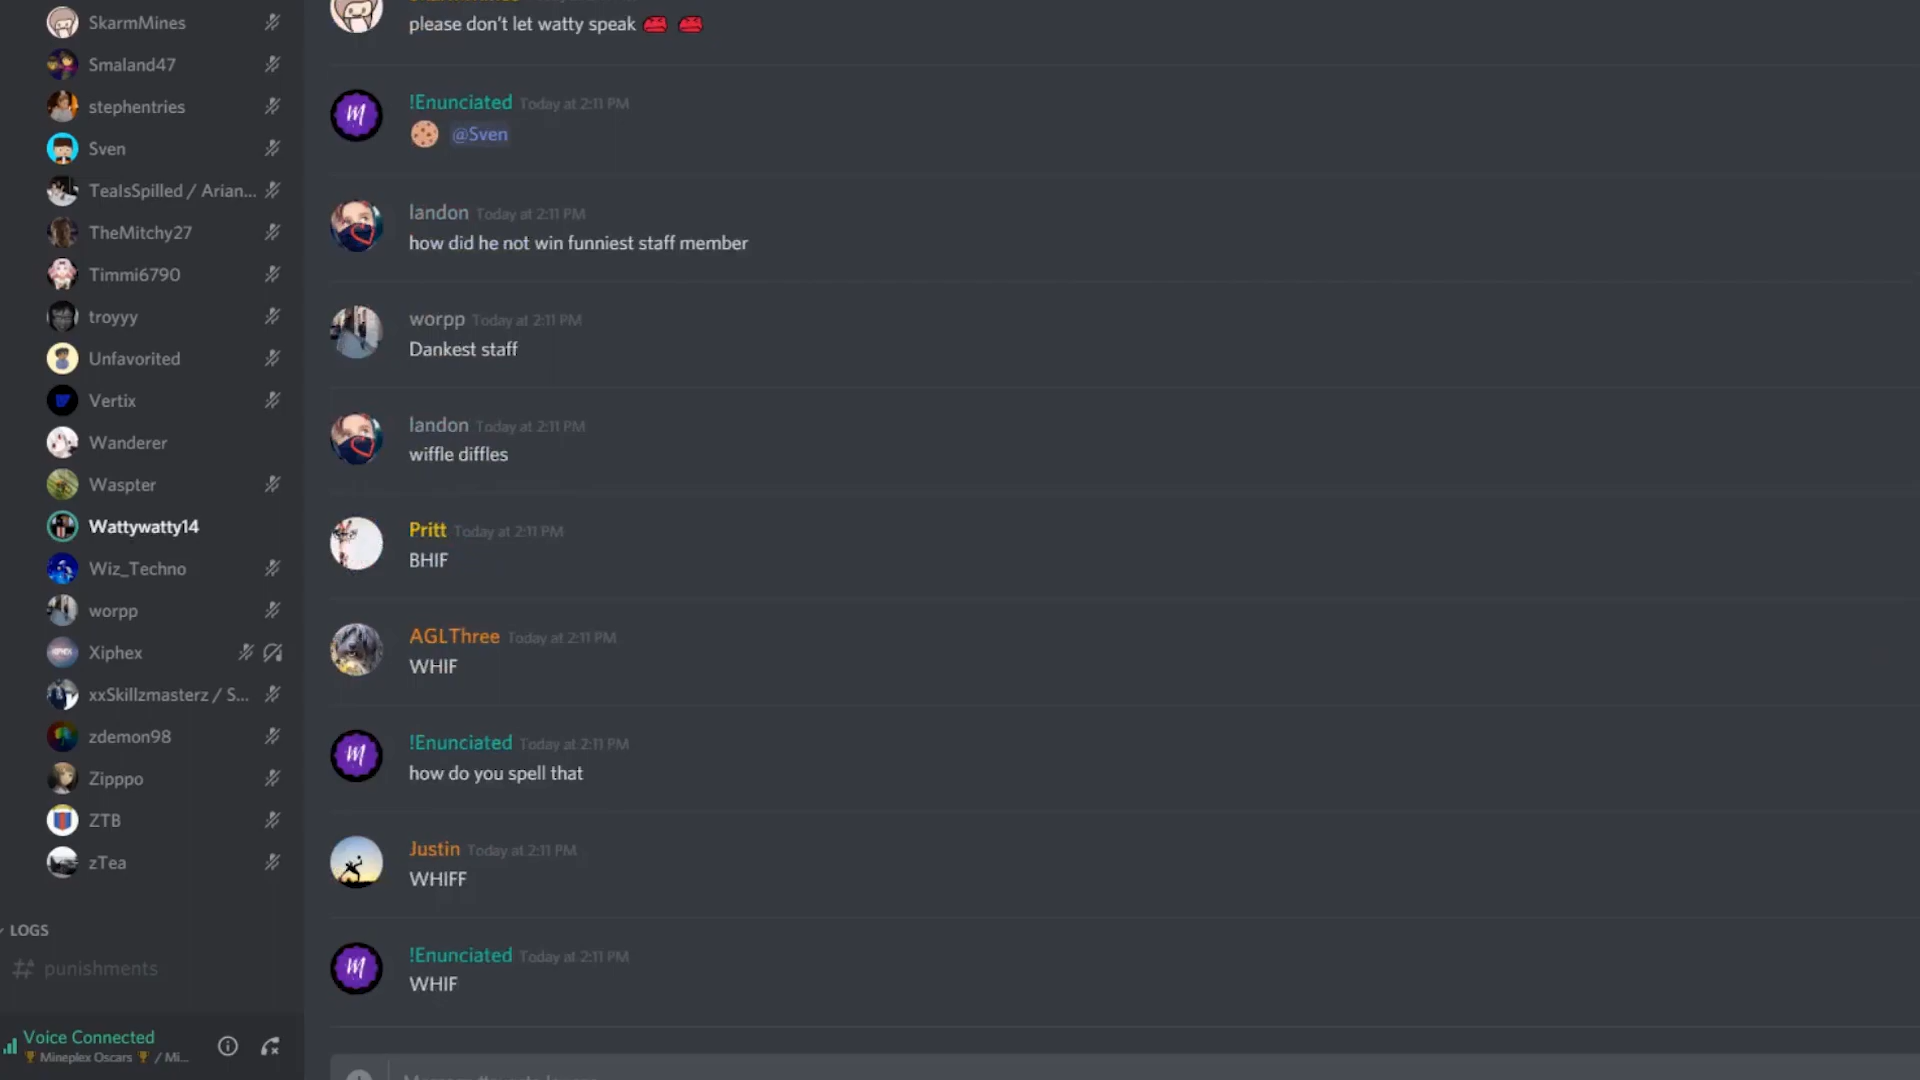 SkarmMines
Smaland47
stephentries
Sven
TeaIsSpilled / Arian...
TheMitchy27
Timmi6790
troyyy
Unfavorited
Vertix
Wanderer
Waspter
Wattywatty14
Wiz_Techno
worpp
Xiphex
xxSkillzmasterz / S...
zdemon98
Zipppo
ZTB
zTea
LOGS
punishments
Voice Connected
Mineplex Oscars / Mi...
please don't let watty speak
!Enunciated Today at 2:11 PM
@Sven
landon Today at 2:11 PM
how did he not win funniest staff member
worpp Today at 2:11 PM
Dankest staff
landon Today at 2:11 PM
wiffle diffles
Pritt Today at 2:11 PM
BHIF
AGLThree Today at 2:11 PM
WHIF
!Enunciated Today at 2:11 PM
how do you spell that
Justin Today at 2:11 PM
WHIFF
!Enunciated Today at 2:11 PM
WHIF